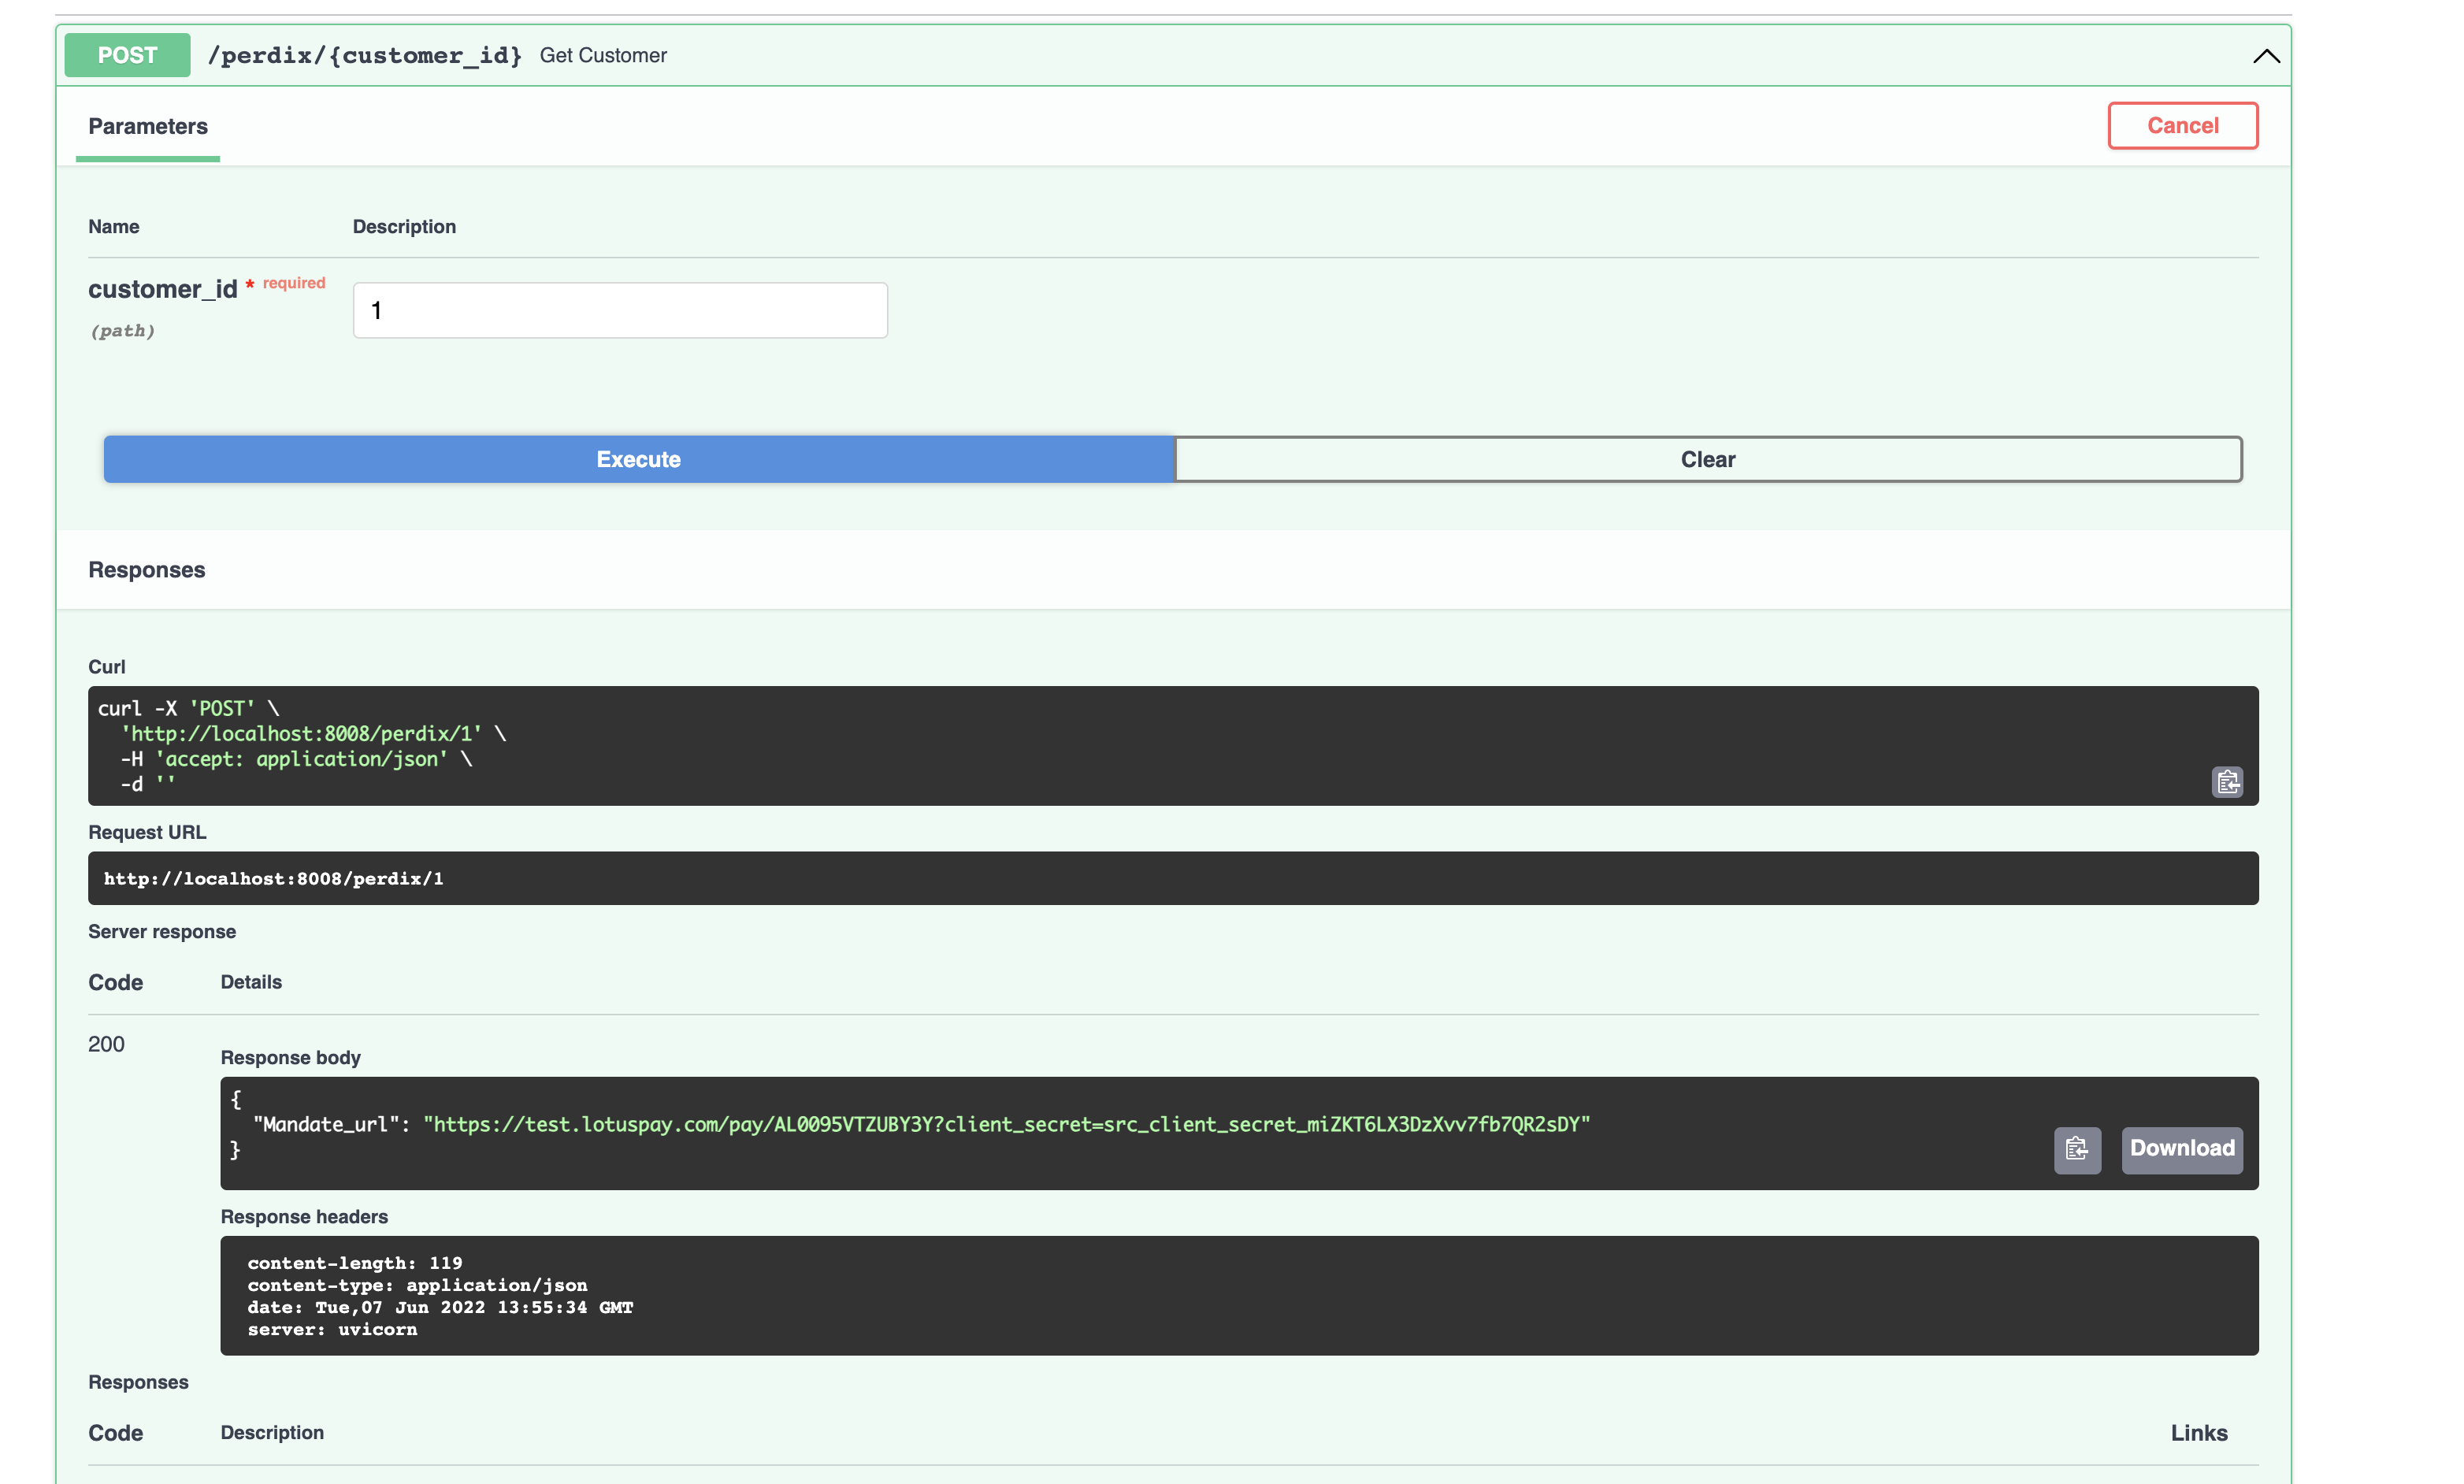 POST /perdix/{customer_id} Get Customer
Parameters
Cancel
Name Description
customer_id * required
(path)
1
Execute
Clear
Responses
Curl
curl -X 'POST' \
'http://localhost:8008/perdix/1' \
-H 'accept: application/json' \
-d ''
Request URL
http://localhost:8008/perdix/1
Server response
Code Details
200
Response body
{
"Mandate_url": "https://test.lotuspay.com/pay/AL0095VTZUBY3Y?client_secret=src_client_secret_miZKT6LX3DzXvv7fb7QR2sDY"
}
Download
Response headers
content-length: 119
content-type: application/json
date: Tue,07 Jun 2022 13:55:34 GMT
server: uvicorn
Responses
Code Description Links